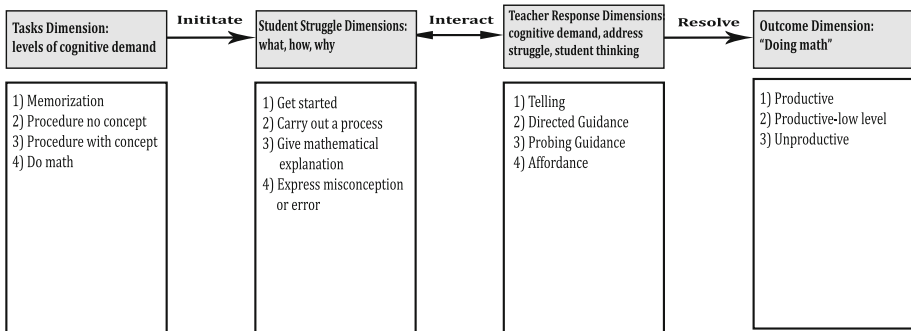 Tasks Dimension:
levels of cognitive demand
Inititate
Student Struggle Dimensions:
what, how, why
Interact
Teacher Response Dimensions:
cognitive demand, address
struggle, student thinking
Resolve
Outcome Dimension:
“Doing math”
1) Memorization
2) Procedure no concept
3) Procedure with concept
4) Do math
1) Get started
2) Carry out a process
3) Give mathematical
explanation
4) Express misconception
or error
1) Telling
2) Directed Guidance
3) Probing Guidance
4) Affordance
1) Productive
2) Productive-low level
3) Unproductive